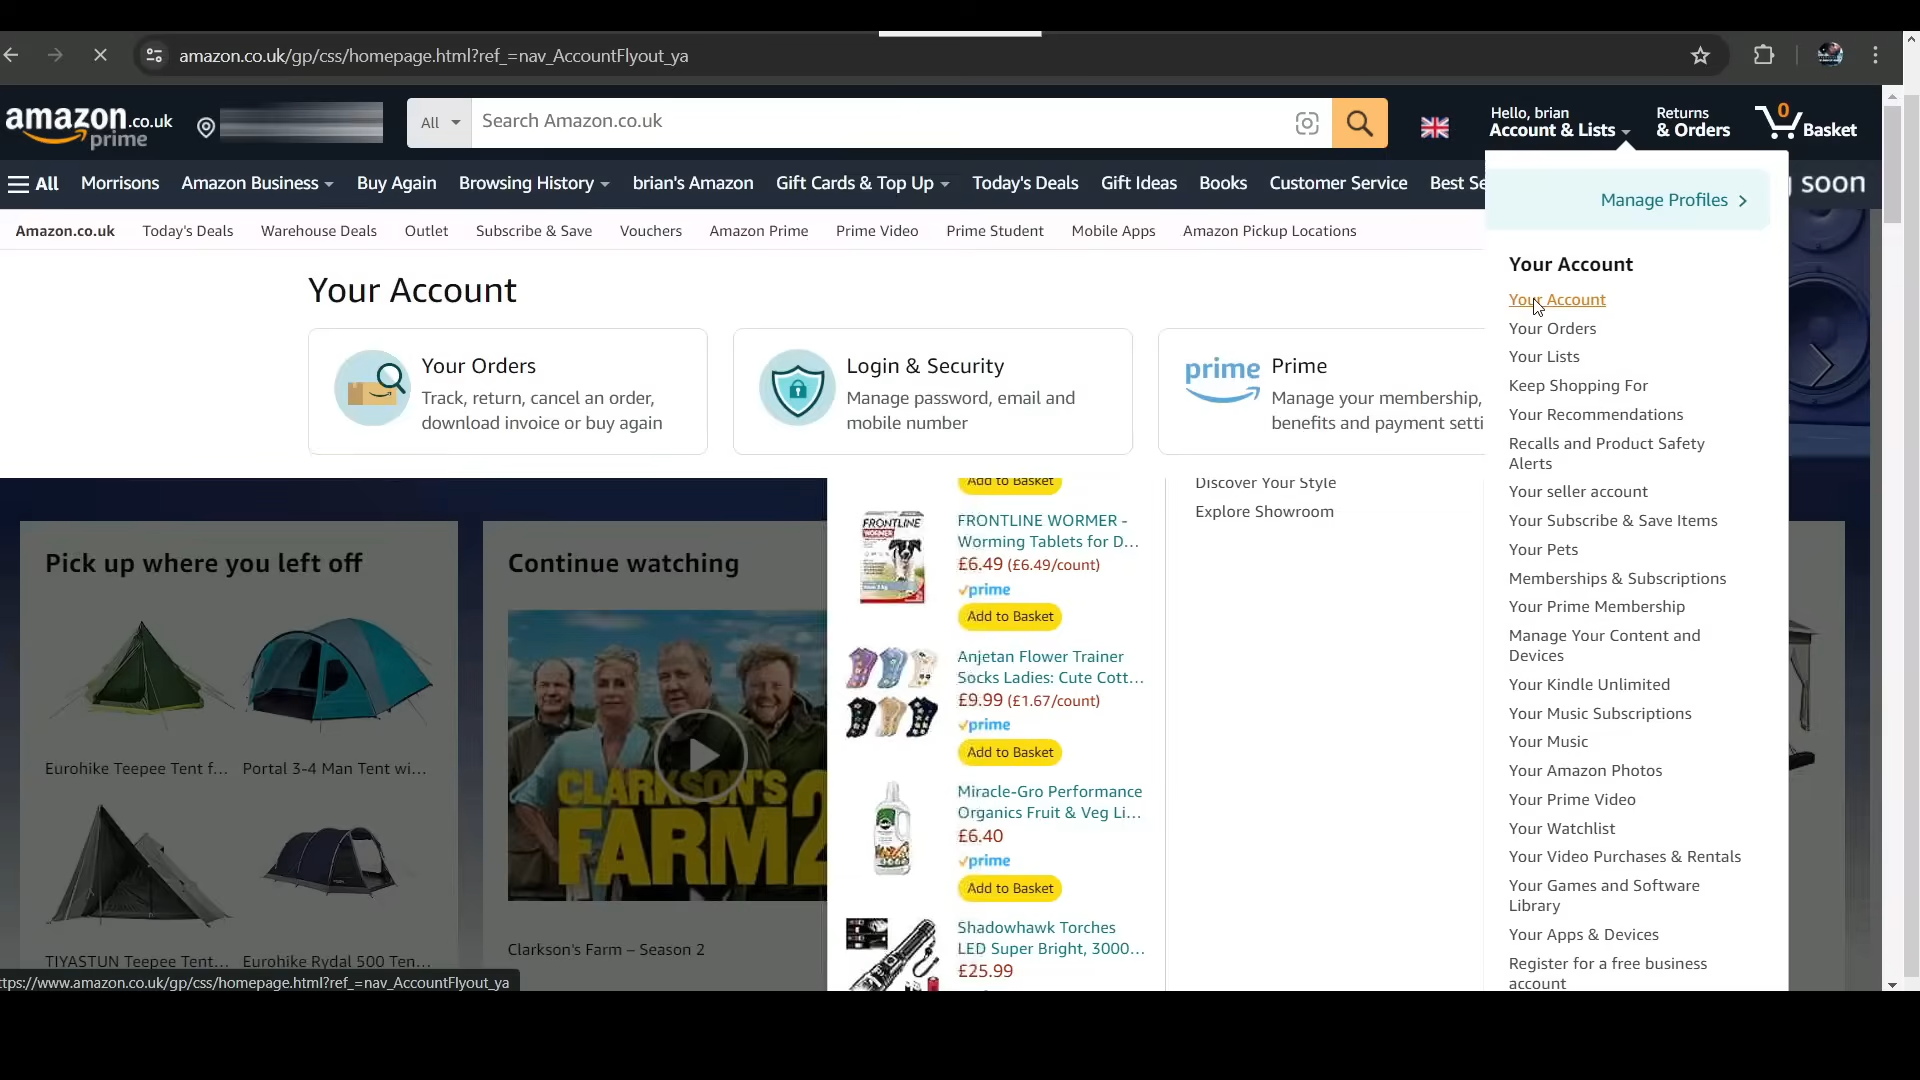 amazon.co.uk/gp/css/homepage.html?ref_=nav_AccountFlyout_ya
amazon.co.uk
prime
All
Search Amazon.co.uk
Hello, brian
Account & Lists
Returns
& Orders
0
Basket
All
Morrisons
Amazon Business
Buy Again
Browsing History
brian's Amazon
Gift Cards & Top Up
Today's Deals
Gift Ideas
Books
Customer Service
Best Se
soon
Amazon.co.uk
Today's Deals
Warehouse Deals
Outlet
Subscribe & Save
Vouchers
Amazon Prime
Prime Video
Prime Student
Mobile Apps
Amazon Pickup Locations
Your Account
Your Orders
Track, return, cancel an order,
download invoice or buy again
Login & Security
Manage password, email and
mobile number
prime
Prime
Manage your membership,
benefits and payment setti
Pick up where you left off
Eurohike Teepee Tent f...
Portal 3-4 Man Tent wi...
TIYASTUN Teepee Tent...
Eurohike Rydal 500 Ten...
Continue watching
CLARKSON'S
FARM 2
Clarkson's Farm – Season 2
Add to Basket
FRONTLINE
WORMER
FRONTLINE WORMER -
Worming Tablets for D...
£6.49 (£6.49/count)
prime
Add to Basket
Anjetan Flower Trainer
Socks Ladies: Cute Cott...
£9.99 (£1.67/count)
prime
Add to Basket
Miracle-Gro Performance
Organics Fruit & Veg Li...
£6.40
prime
Add to Basket
Shadowhawk Torches
LED Super Bright, 3000...
£25.99
Discover Your Style
Explore Showroom
Manage Profiles
Your Account
Your Account
Your Orders
Your Lists
Keep Shopping For
Your Recommendations
Recalls and Product Safety
Alerts
Your seller account
Your Subscribe & Save Items
Your Pets
Memberships & Subscriptions
Your Prime Membership
Manage Your Content and
Devices
Your Kindle Unlimited
Your Music Subscriptions
Your Music
Your Amazon Photos
Your Prime Video
Your Watchlist
Your Video Purchases & Rentals
Your Games and Software
Library
Your Apps & Devices
Register for a free business
account
ttps://www.amazon.co.uk/gp/css/homepage.html?ref_=nav_AccountFlyout_ya